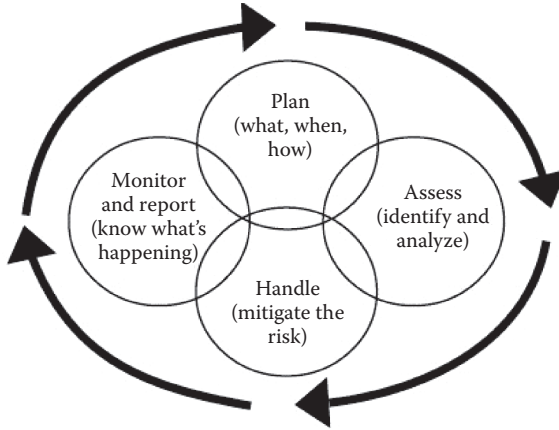 Plan
(what, when,
how)
Monitor
and report
(know what’s
happening)
Assess
(identify and
analyze)
Handle
(mitigate the
risk)